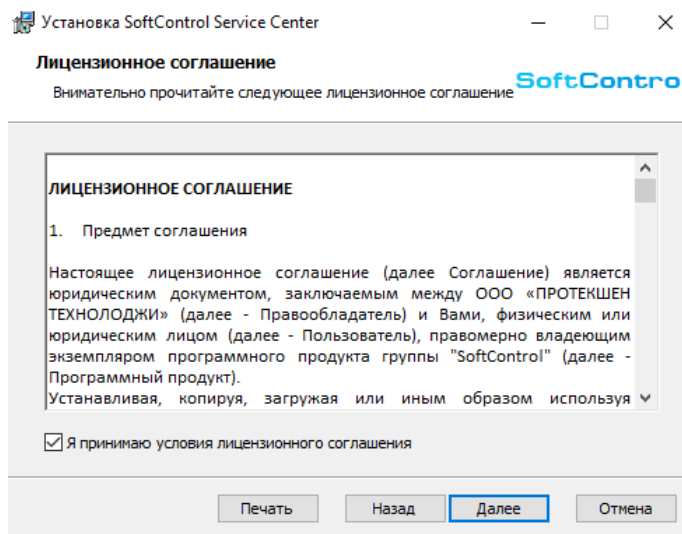 Установка SoftControl Service Center
Лицензионное соглашение
Внимательно прочитайте следующее лицензионное соглашение
SoftContro
ЛИЦЕНЗИОННОЕ СОГЛАШЕНИЕ
1. Предмет соглашения
Настоящее лицензионное соглашение (далее Соглашение) является
юридическим документом, заключаемым между ООО «ПРОТЕКШЕН
ТЕХНОЛОДЖИ» (далее - Правообладатель) и Вами, физическим или
юридическим лицом (далее - Пользователь), правомерно владеющим
экземпляром программного продукта группы "SoftControl" (далее -
Программный продукт).
Устанавливая, копируя, загружая или иным образом используя
Я принимаю условия лицензионного соглашения
Печать
Назад
Далее
Отмена